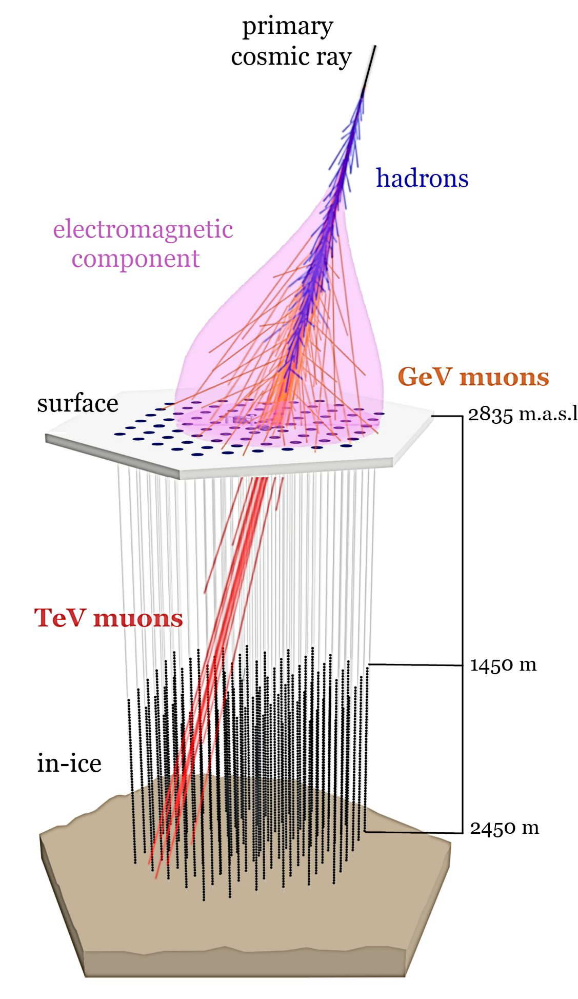 primary
cosmic ray
hadrons
electromagnetic
component
GeV muons
surface
2835 m.a.s.l
TeV muons
1450 m
in-ice
2450 m